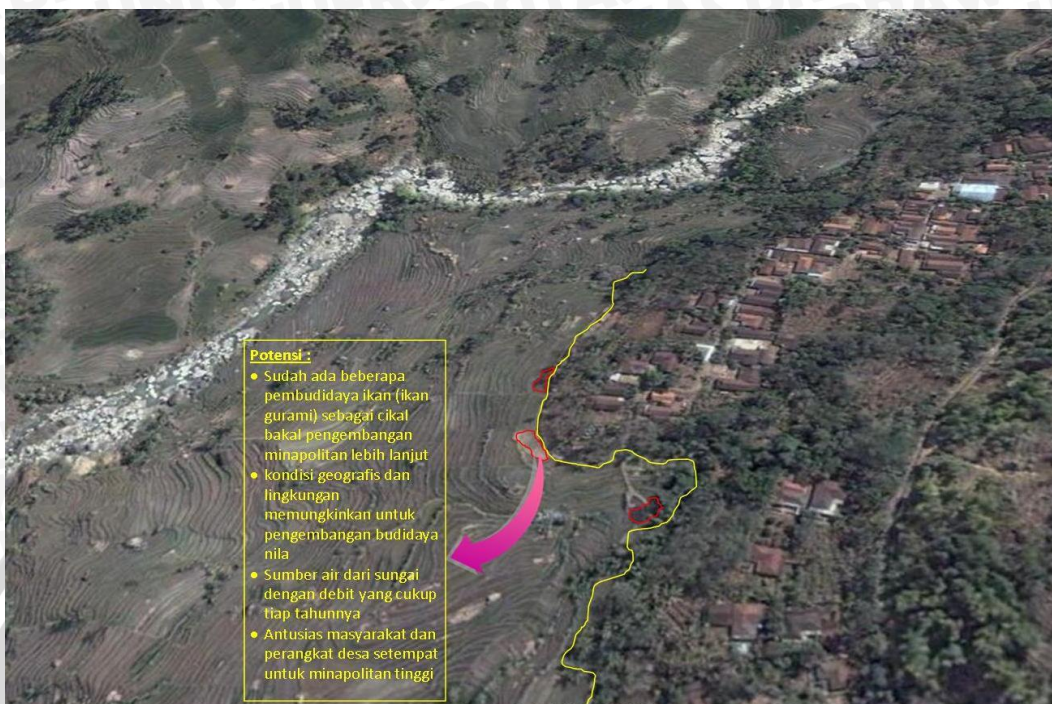 Potensi :
● Sudah ada beberapa
pembudidaya ikan (ikan
gurami) sebagai cikal
bakal pengembangan
minapolitan lebih lanjut
● kondisi geografis dan
lingkungan
memungkinkan untuk
pengembangan budidaya
nila
● Sumber air dari sungai
dengan debit yang cukup
tiap tahunnya
● Antusias masyarakat dan
perangkat desa setempat
untuk minapolitan tinggi